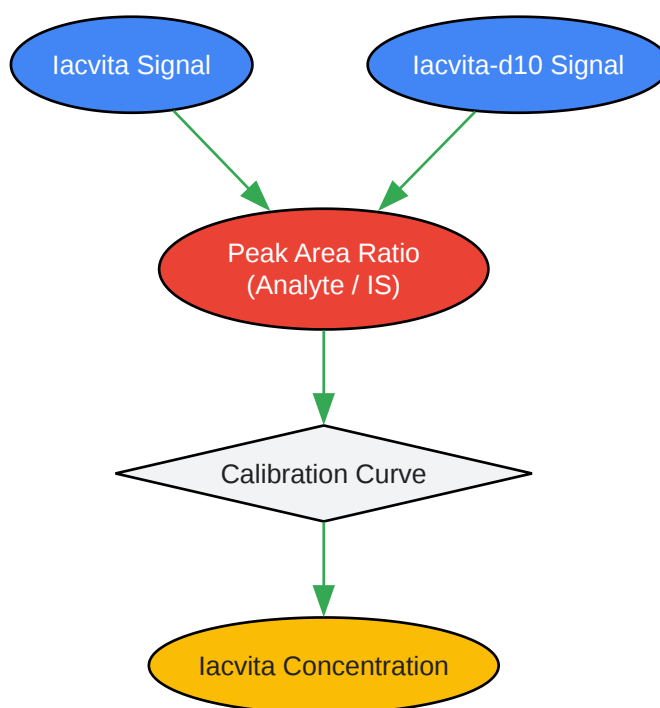 Iacvita Signal
Iacvita-d10 Signal
Peak Area Ratio
(Analyte / IS)
Calibration Curve
Iacvita Concentration